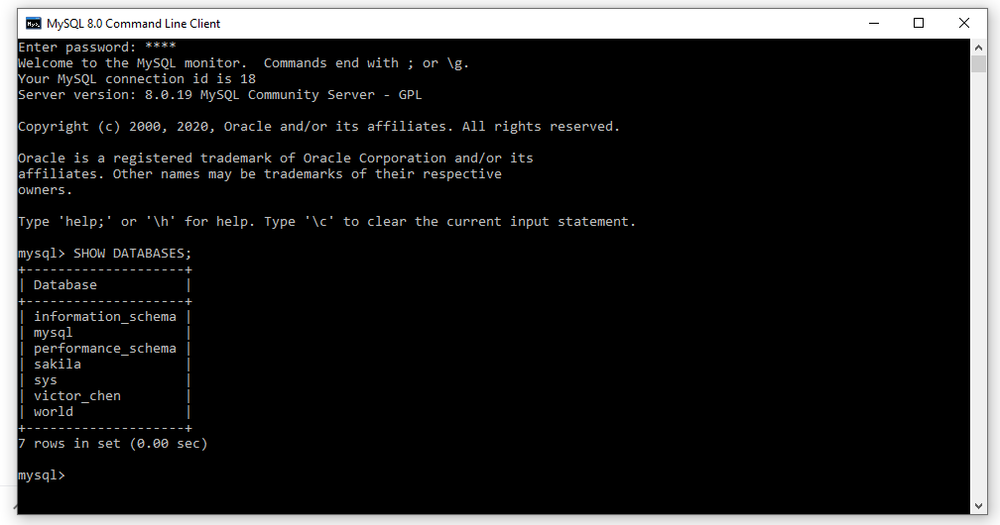 MySQL 8.0 Command Line Client
Enter password: ****
Welcome to the MySQL monitor.  Commands end with ; or \g.
Your MySQL connection id is 18
Server version: 8.0.19 MySQL Community Server - GPL

Copyright (c) 2000, 2020, Oracle and/or its affiliates. All rights reserved.

Oracle is a registered trademark of Oracle Corporation and/or its
affiliates. Other names may be trademarks of their respective
owners.

Type 'help;' or '\h' for help. Type '\c' to clear the current input statement.

mysql> SHOW DATABASES;
+--------------------+
| Database           |
+--------------------+
| information_schema |
| mysql              |
| performance_schema |
| sakila             |
| sys                |
| victor_chen        |
| world              |
+--------------------+
7 rows in set (0.00 sec)

mysql>